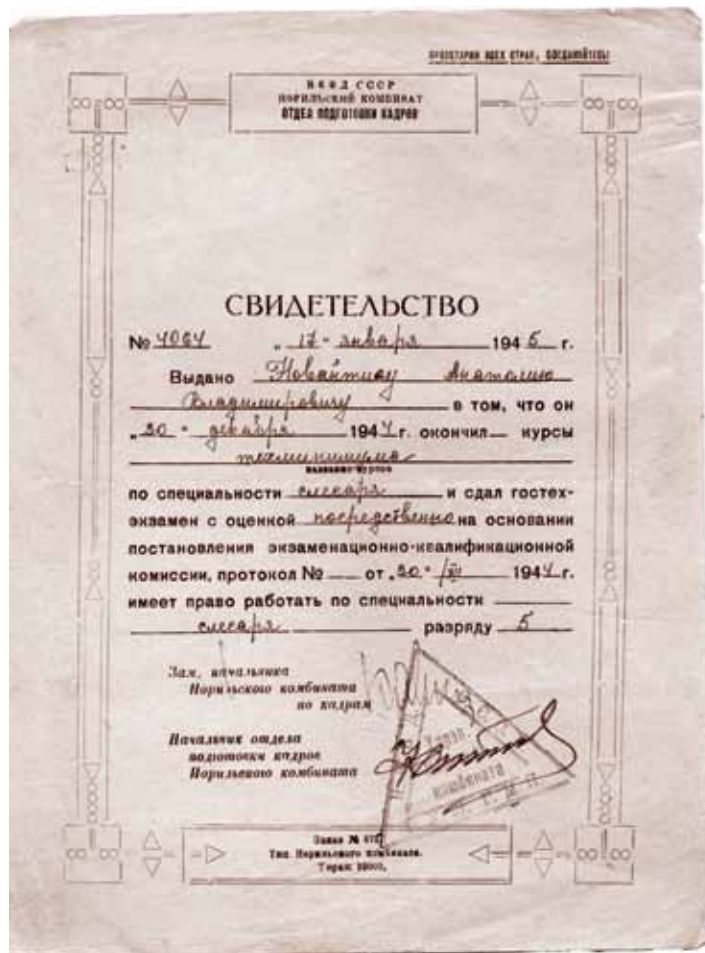 ПРОЛЕТАРИИ ВСЕХ СТРАН, СОЕДИНЯЙТЕСЬ!
НКВД СССР
НОРИЛЬСКИЙ КОМБИНАТ
ОТДЕЛ ПОДГОТОВКИ КАДРОВ
СВИДЕТЕЛЬСТВО
№ 4064 „17" января 1945 г.
Выдано Анатолию
Владимировичу в том, что он
„30" декабря 1944 г. окончил курсы
техминимума
название курсов
по специальности слесаря и сдал гостех-
экзамен с оценкой посредственно на основании
постановления экзаменационно-квалификационной
комиссии, протокол № от „30" /XII 1944 г.
имеет право работать по специальности
слесаря разряду 5
Зам. начальника
Норильского комбината
по кадрам
Начальник отдела
подготовки кадров
Норильского комбината
комбината
Заказ №
Тип. Норильского комбината.
Тираж